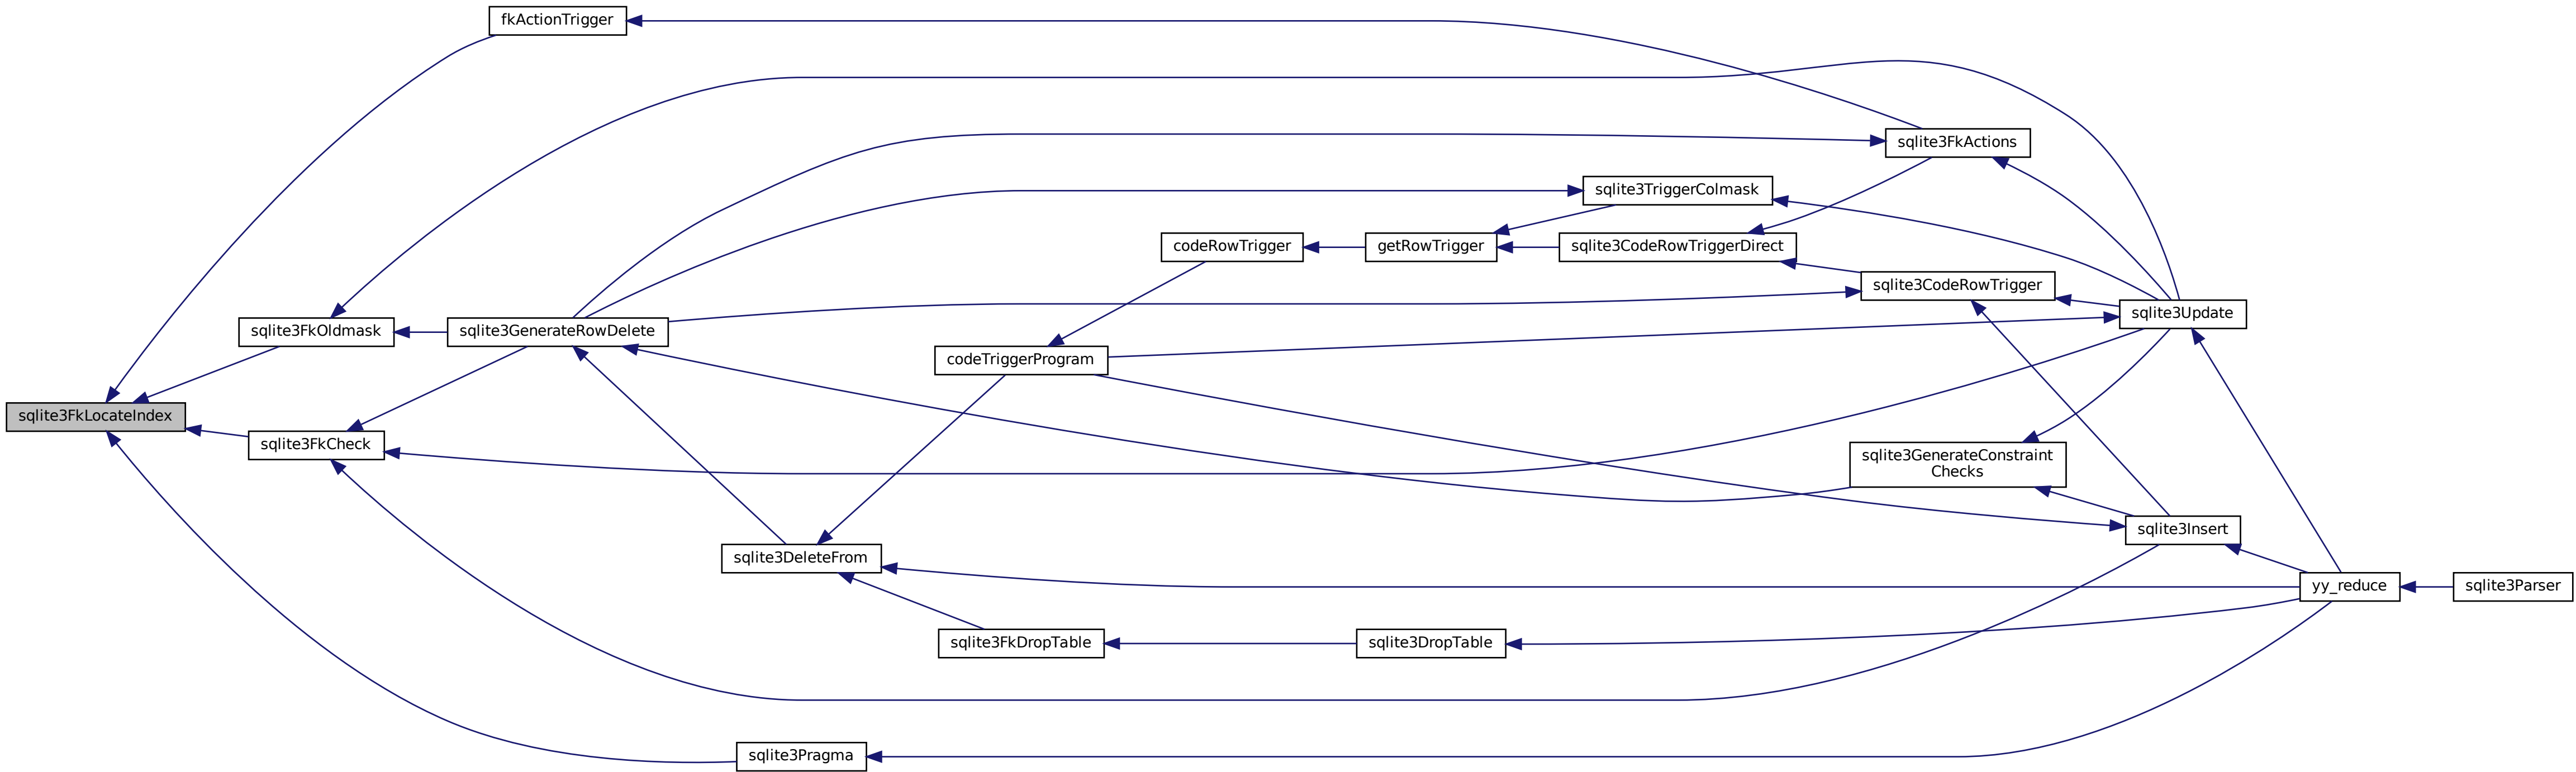 fkActionTrigger
sqlite3FkActions
sqlite3TriggerColmask
codeRowTrigger
getRowTrigger
sqlite3CodeRowTriggerDirect
sqlite3CodeRowTrigger
sqlite3Update
sqlite3FkOldmask
sqlite3GenerateRowDelete
codeTriggerProgram
sqlite3FkLocateIndex
sqlite3FkCheck
sqlite3GenerateConstraint
Checks
sqlite3Insert
sqlite3DeleteFrom
yy_reduce
sqlite3Parser
sqlite3FkDropTable
sqlite3DropTable
sqlite3Pragma